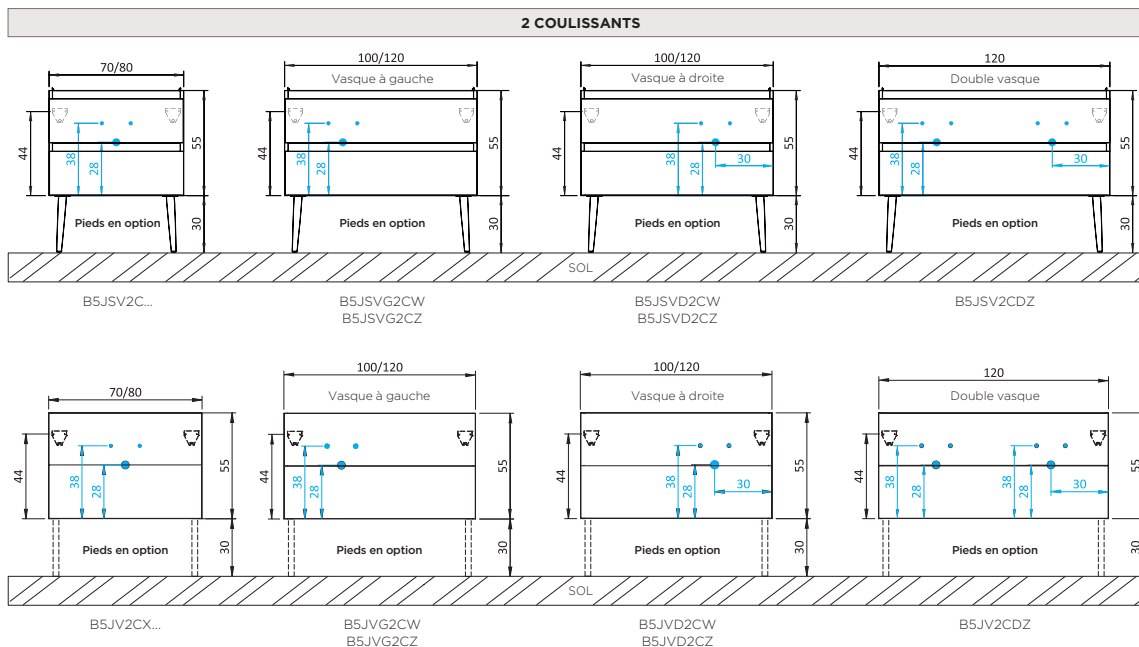 2 COULISSANTS
70/80
44
38
28
55
30
Pieds en option
100/120
Vasque à gauche
44
38
28
55
30
Pieds en option
100/120
Vasque à droite
44
38
28
30
55
30
Pieds en option
120
Double vasque
44
38
28
30
55
30
Pieds en option
SOL
B5JSV2C...
B5JSVG2CW
B5JSVG2CZ
B5JSVD2CW
B5JSVD2CZ
B5JSV2CDZ
70/80
44
38
28
55
30
Pieds en option
100/120
Vasque à gauche
44
38
28
55
30
Pieds en option
100/120
Vasque à droite
44
38
28
30
55
30
Pieds en option
120
Double vasque
44
38
28
38
28
30
55
30
Pieds en option
SOL
B5JV2CX...
B5JVG2CW
B5JVG2CZ
B5JVD2CW
B5JVD2CZ
B5JV2CDZ